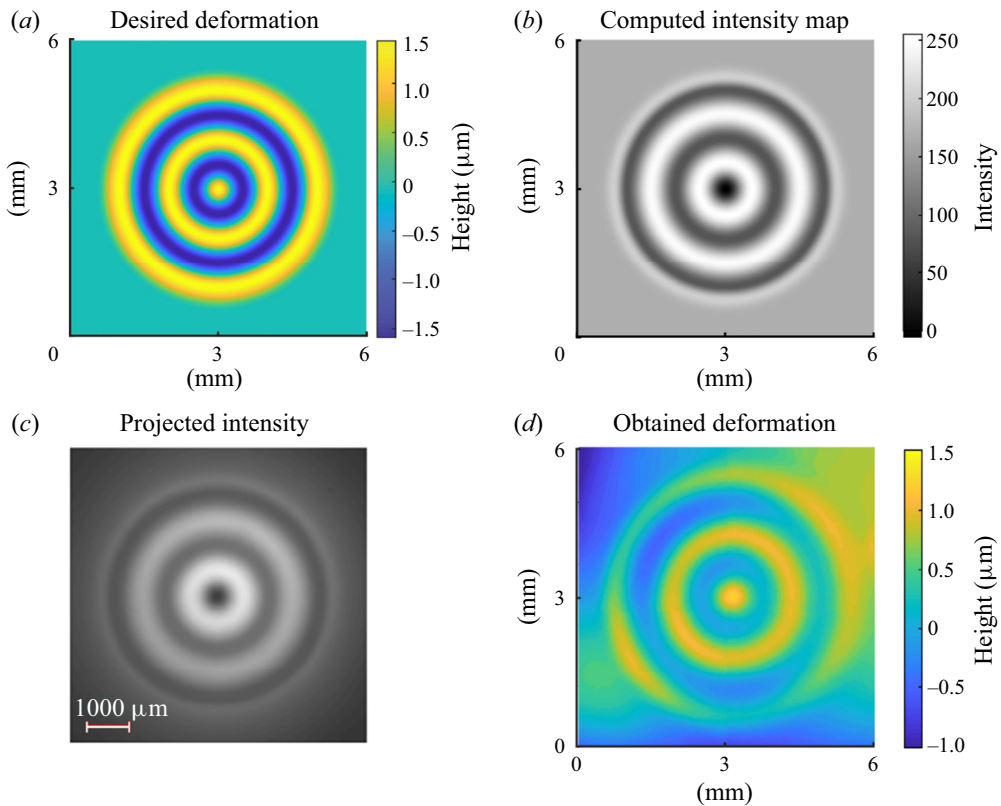 (a) Desired deformation
6
3
(mm)
0
3
6
(mm)
1.5
1.0
0.5
0
–0.5
–1.0
–1.5
Height (μm)
(b) Computed intensity map
6
3
(mm)
0
3
6
(mm)
250
200
150
100
50
0
Intensity
(c) Projected intensity
1000 μm
(d) Obtained deformation
6
3
(mm)
0
0
3
6
(mm)
1.5
1.0
0.5
0
–0.5
–1.0
Height (μm)